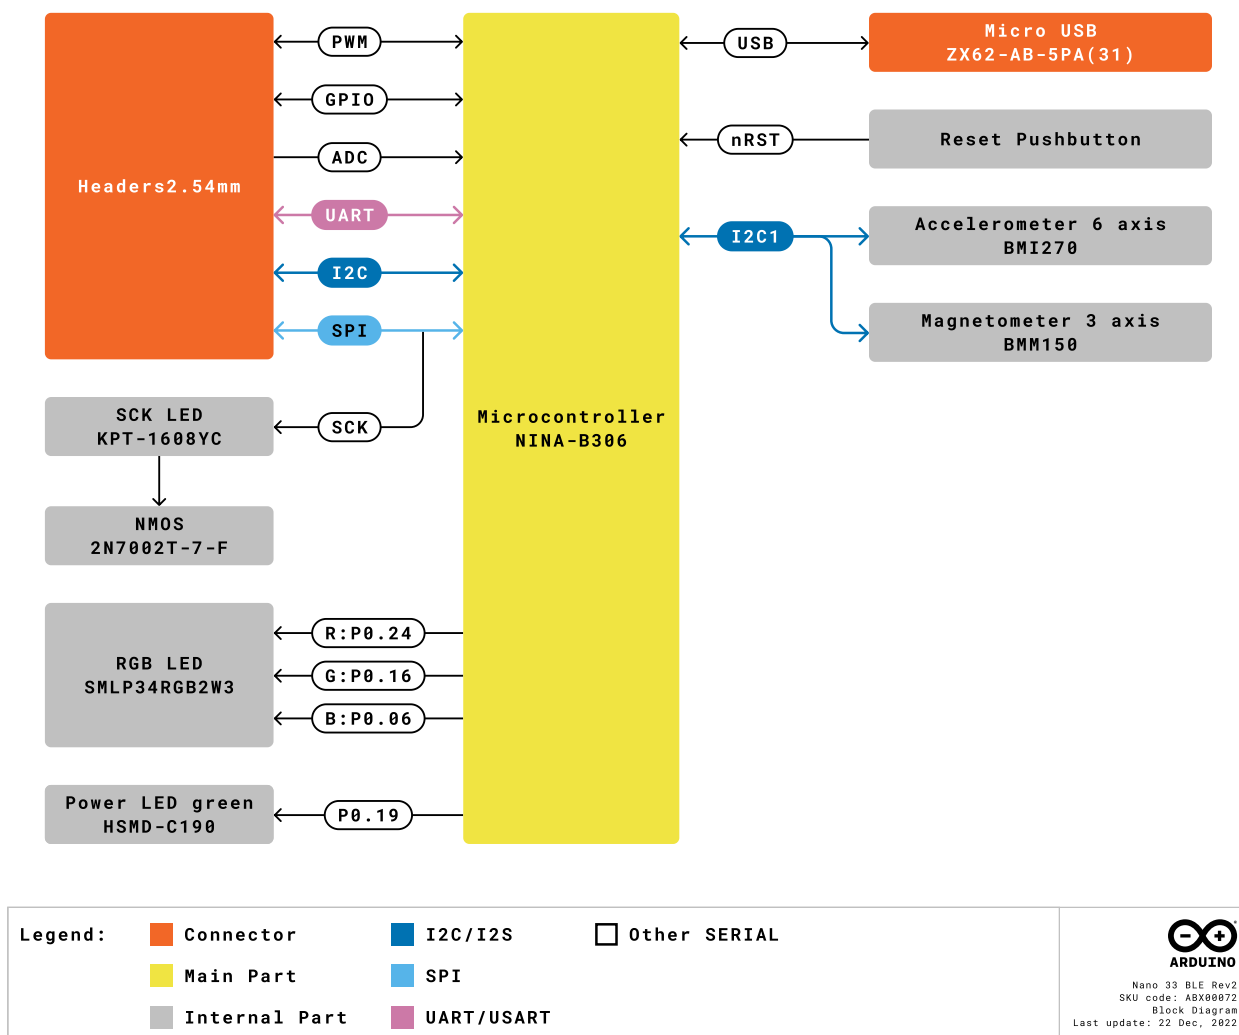 Headers2.54mm
PWM
GPIO
ADC
UART
I2C
SPI
SCK
SCK LED
KPT-1608YC
NMOS
2N7002T-7-F
RGB LED
SMLP34RGB2W3
R:P0.24
G:P0.16
B:P0.06
Power LED green
HSMD-C190
P0.19
Microcontroller
NINA-B306
USB
Micro USB
ZX62-AB-5PA(31)
nRST
Reset Pushbutton
I2C1
Accelerometer 6 axis
BMI270
Magnetometer 3 axis
BMM150
Legend:
Connector
Main Part
Internal Part
I2C/I2S
SPI
UART/USART
Other SERIAL
ARDUINO
Nano 33 BLE Rev2
SKU code: ABX00072
Block Diagram
Last update: 22 Dec, 2022